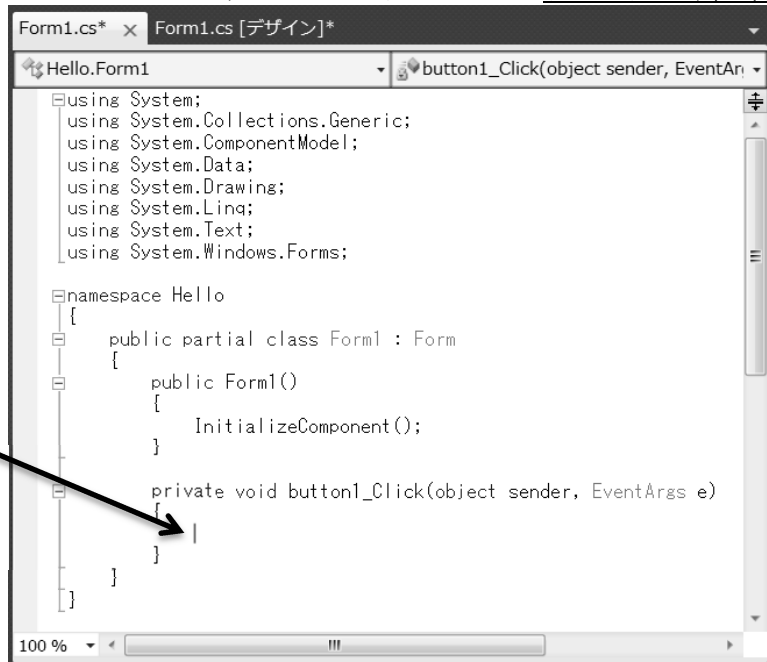 Form1.cs* × Form1.cs [デザイン]*
Hello.Form1 button1_Click(object sender, EventAr
using System;
using System.Collections.Generic;
using System.ComponentModel;
using System.Data;
using System.Drawing;
using System.Linq;
using System.Text;
using System.Windows.Forms;
namespace Hello
{
public partial class Form1 : Form
{
public Form1()
{
InitializeComponent();
}
private void button1_Click(object sender, EventArgs e)
{
}
}
}
100 %